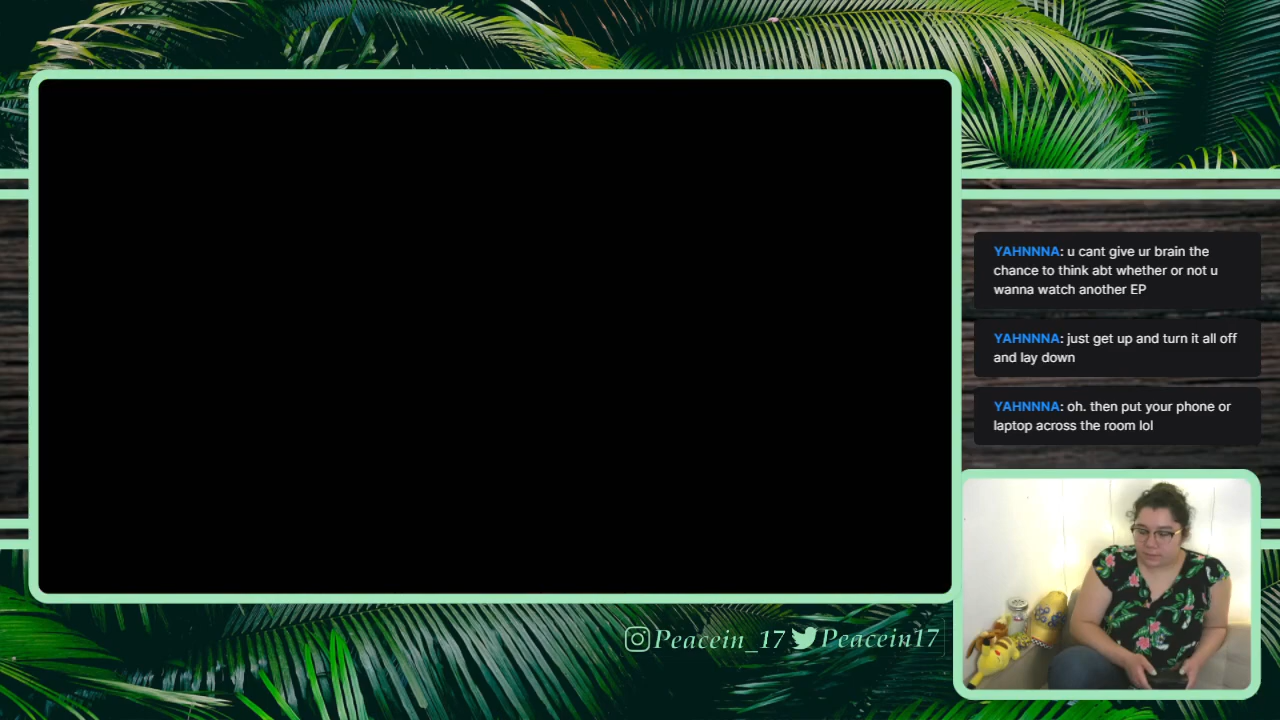 YAHNNNA: u cant give ur brain the
chance to think abt whether or not u
wanna watch another EP
YAHNNNA: just get up and turn it all off
and lay down
YAHNNNA: oh. then put your phone or
laptop across the room lol
Peacein_17 Peacein17